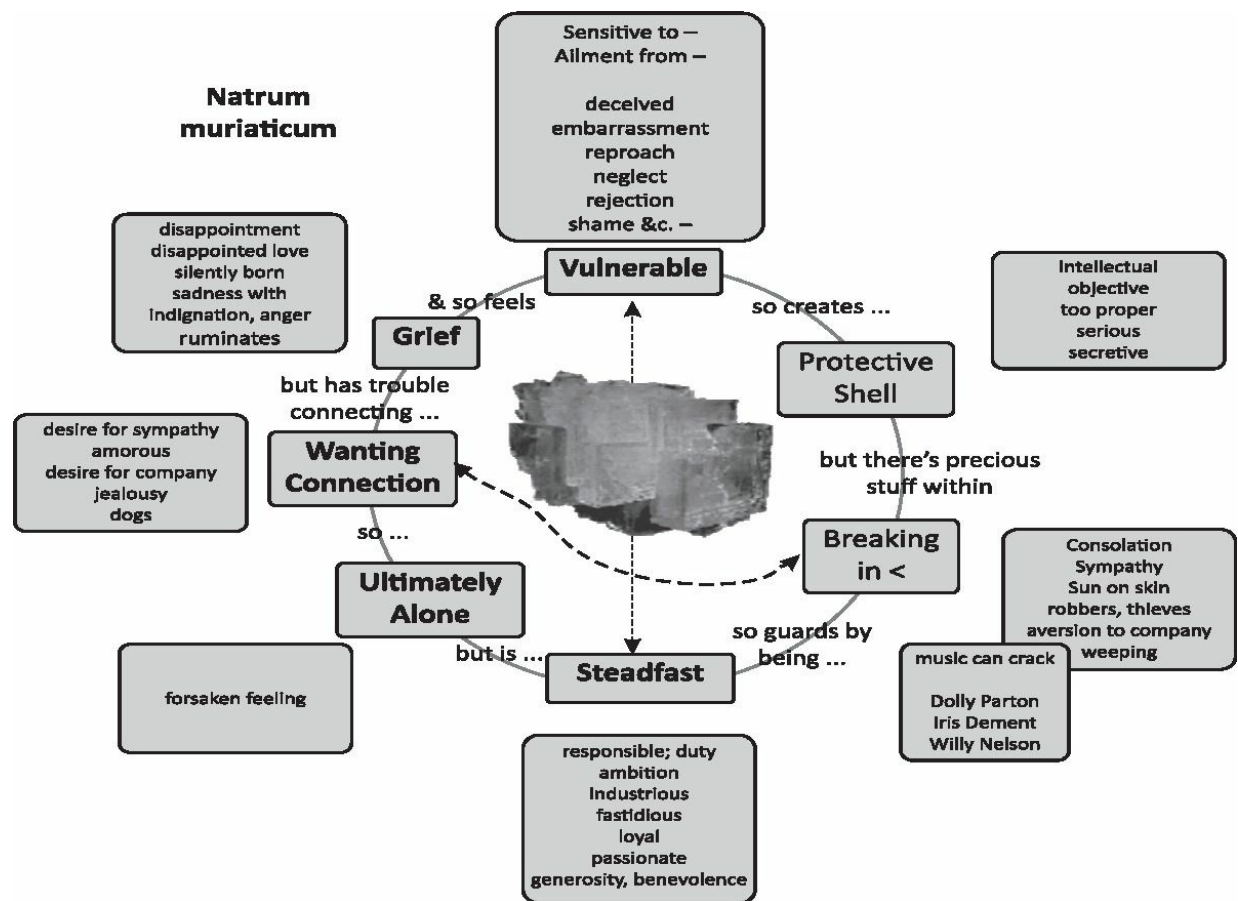 Natrum
muriaticum
Sensitive to –
Ailment from –
deceived
embarrassment
reproach
neglect
rejection
shame &c. –
Vulnerable
so creates ...
Intellectual
objective
too proper
serious
secretive
Protective
Shell
but there's precious
stuff within
Breaking
in <
Consolation
Sympathy
Sun on skin
robbers, thieves
aversion to company
weeping
music can crack
Dolly Parton
Iris Dement
Willy Nelson
so guards by
being ...
Steadfast
responsible; duty
ambition
industrious
fastidious
loyal
passionate
generosity, benevolence
but is ...
Ultimately
Alone
forsaken feeling
so ...
Wanting
Connection
desire for sympathy
amorous
desire for company
jealousy
dogs
but has trouble
connecting ...
Grief
disappointment
disappointed love
silently born
sadness with
indignation, anger
ruminates
& so feels